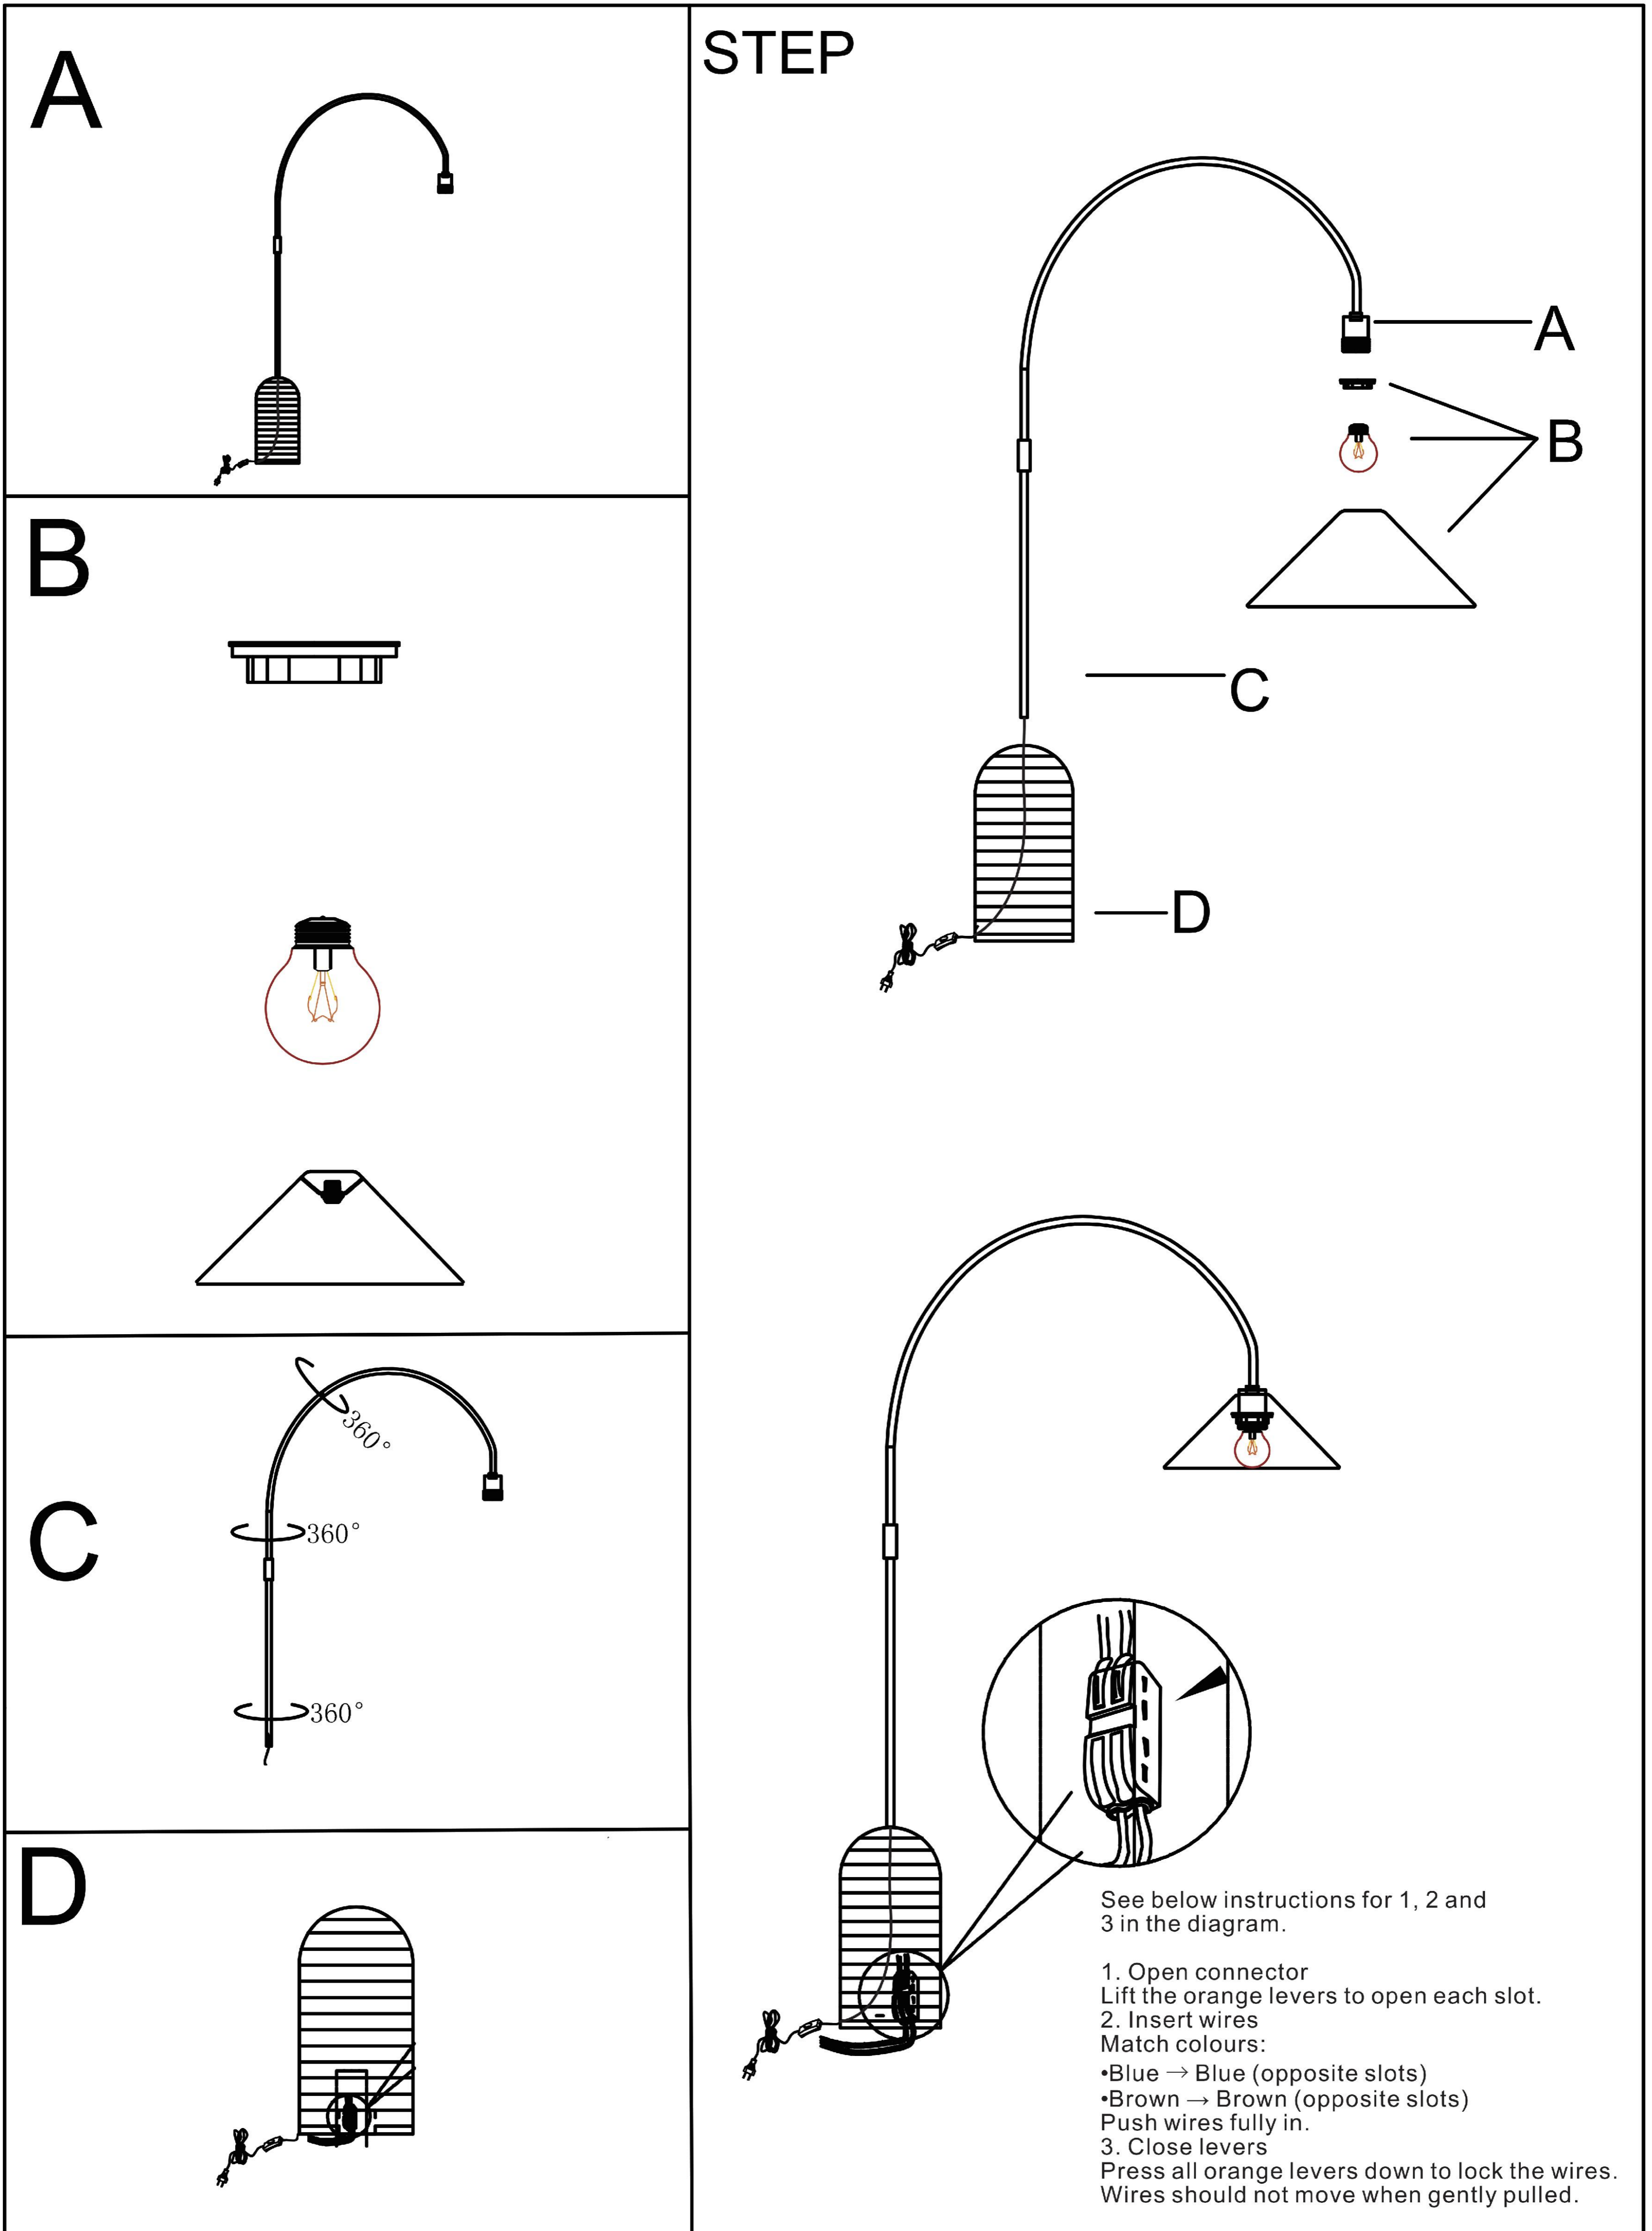 A
B
C
360°
360°
360°
D
STEP
A
B
C
D
See below instructions for 1, 2 and
3 in the diagram.
1. Open connector
Lift the orange levers to open each slot.
2. Insert wires
Match colours:
•Blue → Blue (opposite slots)
•Brown → Brown (opposite slots)
Push wires fully in.
3. Close levers
Press all orange levers down to lock the wires.
Wires should not move when gently pulled.